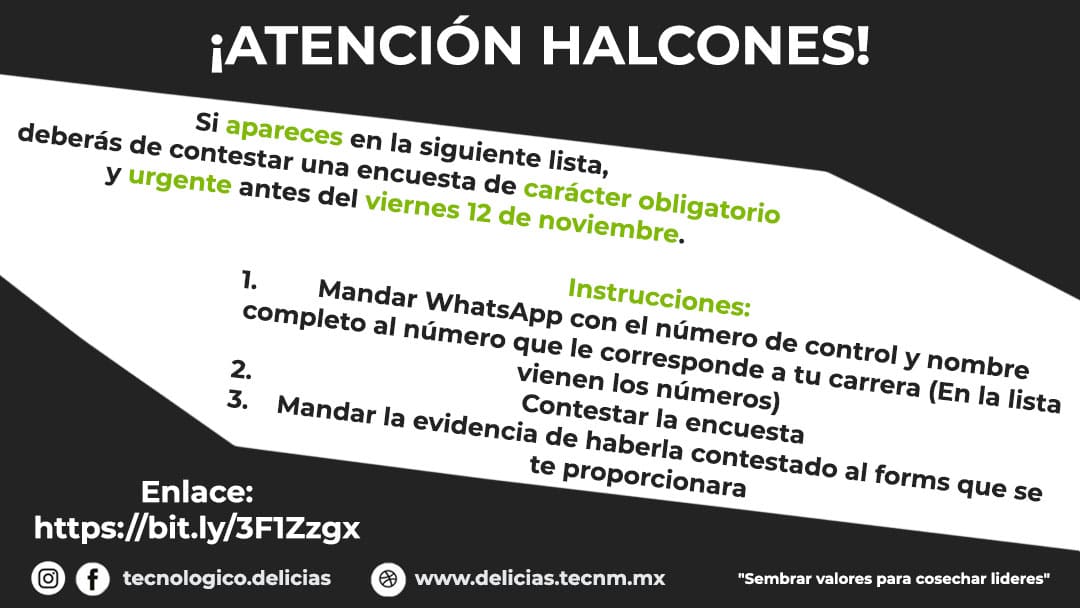 ¡ATENCIÓN HALCONES!
Si apareces en la siguiente lista,
deberás de contestar una encuesta de carácter obligatorio
y urgente antes del viernes 12 de noviembre.
Instrucciones:
1. Mandar WhatsApp con el número de control y nombre
completo al número que le corresponde a tu carrera (En la lista
vienen los números)
2. Contestar la encuesta
3. Mandar la evidencia de haberla contestado al forms que se
te proporcionara
Enlace:
https://bit.ly/3F1Zzgx
tecnologico.delicias
www.delicias.tecnm.mx
"Sembrar valores para cosechar lideres"